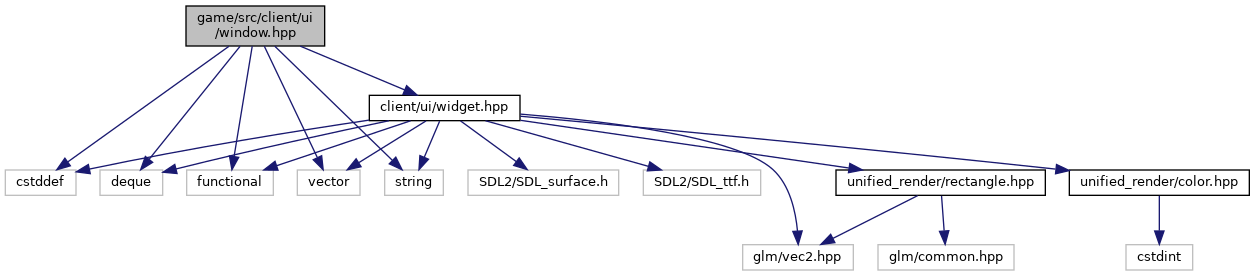 game/src/client/ui
/window.hpp
client/ui/widget.hpp
cstddef
deque
functional
vector
string
SDL2/SDL_surface.h
SDL2/SDL_ttf.h
unified_render/rectangle.hpp
unified_render/color.hpp
glm/vec2.hpp
glm/common.hpp
cstdint